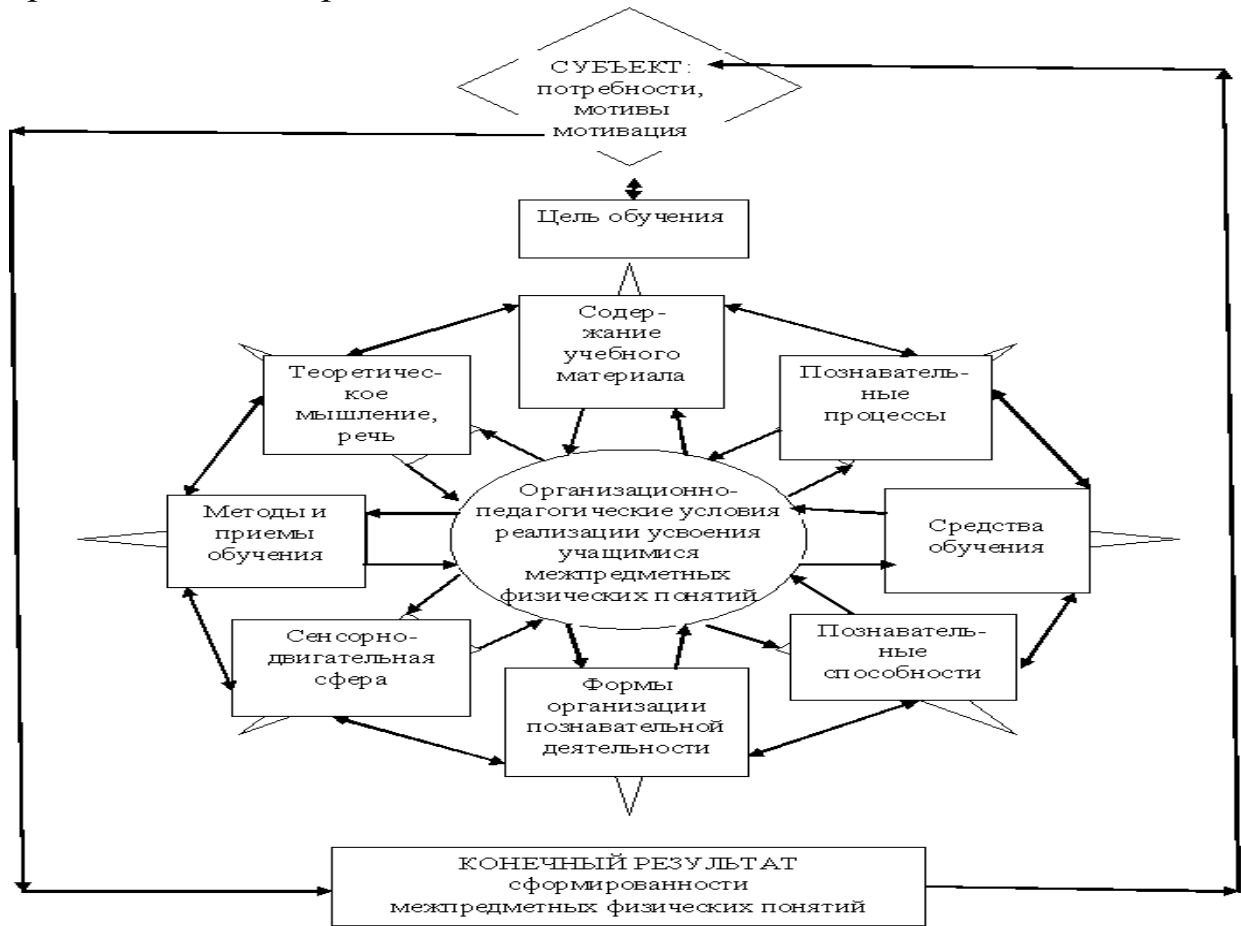 СУБЪЕКТ:
потребности,
мотивы
мотивация
Цель обучения
Содер-
жание
учебного
материала
Теоретичес-
кое
мышление,
речь
Познаватель-
ные
процессы
Организационно-
педагогические условия
реализации усвоения
учащимися
межпредметных
физических понятий
Методы и
приемы
обучения
Средства
обучения
Сенсорно-
двигательная
сфера
Познаватель-
ные
способности
Формы
организации
познавательной
деятельности
КОНЕЧНЫЙ РЕЗУЛЬТАТ
сформированности
межпредметных физических понятий